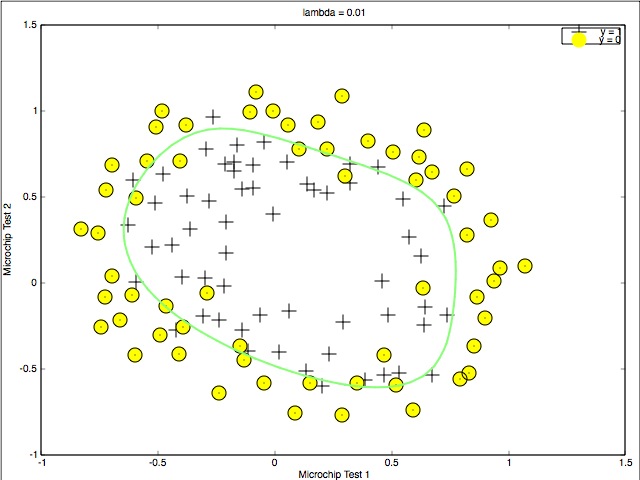 lambda = 0.01
1.5
y = 1
y = 0
1
0.5
Microchip Test 2
0
-0.5
-1
-1 -0.5 0 0.5 1 1.5
Microchip Test 1